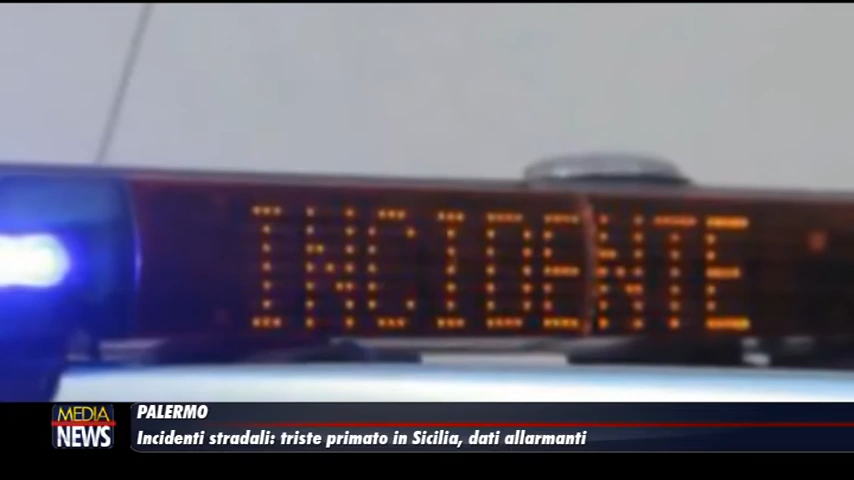 INCIDENTE
MEDIA
NEWS
PALERMO
Incidenti stradali: triste primato in Sicilia, dati allarmanti